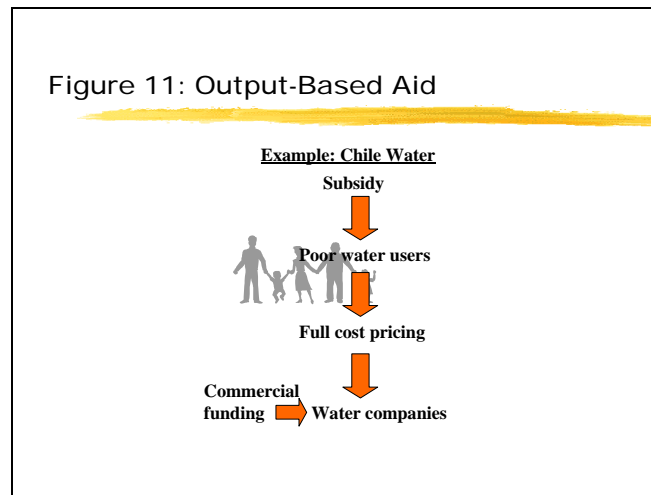 Figure 11: Output-Based Aid
Example: Chile Water
Subsidy
Poor water users
Full cost pricing
Commercial
funding
Water companies